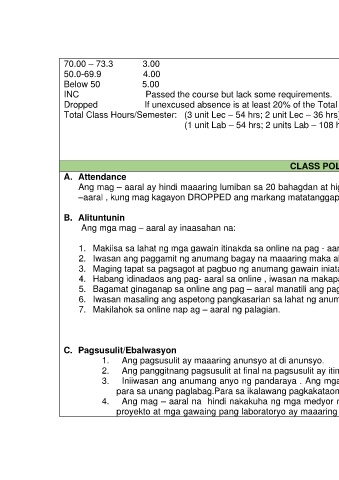 70.00 – 73.3 3.00
50.0-69.9 4.00
Below 50 5.00
INC Passed the course but lack some requirements.
Dropped If unexcused absence is at least 20% of the Total
Total Class Hours/Semester: (3 unit Lec – 54 hrs; 2 unit Lec – 36 hrs)
(1 unit Lab – 54 hrs; 2 units Lab – 108 h
CLASS POL
A. Attendance
Ang mag – aaral ay hindi maaaring lumiban sa 20 bahagdan at hi
–aaral , kung mag kagayon DROPPED ang markang matatanggap
B. Alituntunin
Ang mga mag – aaral ay inaasahan na:
1. Makiisa sa lahat ng mga gawain itinakda sa online na pag - aar
2. Iwasan ang paggamit ng anumang bagay na maaaring maka a
3. Maging tapat sa pagsagot at pagbuo ng anumang gawain iniata
4. Habang idinadaos ang pag- aaral sa online , iwasan na makapa
5. Bagamat ginaganap sa online ang pag – aaral manatili ang pag
6. Iwasan masaling ang aspetong pangkasarian sa lahat ng anum
7. Makilahok sa online nap ag – aaral ng palagian.
C. Pagsusulit/Ebalwasyon
1. Ang pagsusulit ay maaaring anunsyo at di anunsyo.
2. Ang panggitnang pagsusulit at final na pagsusulit ay itin
3. Iniiwasan ang anumang anyo ng pandaraya . Ang mga
para sa unang paglabag.Para sa ikalawang pagkakataon
4. Ang mag – aaral na hindi nakakuha ng mga medyor n
proyekto at mga gawaing pang laboratoryo ay maaaring